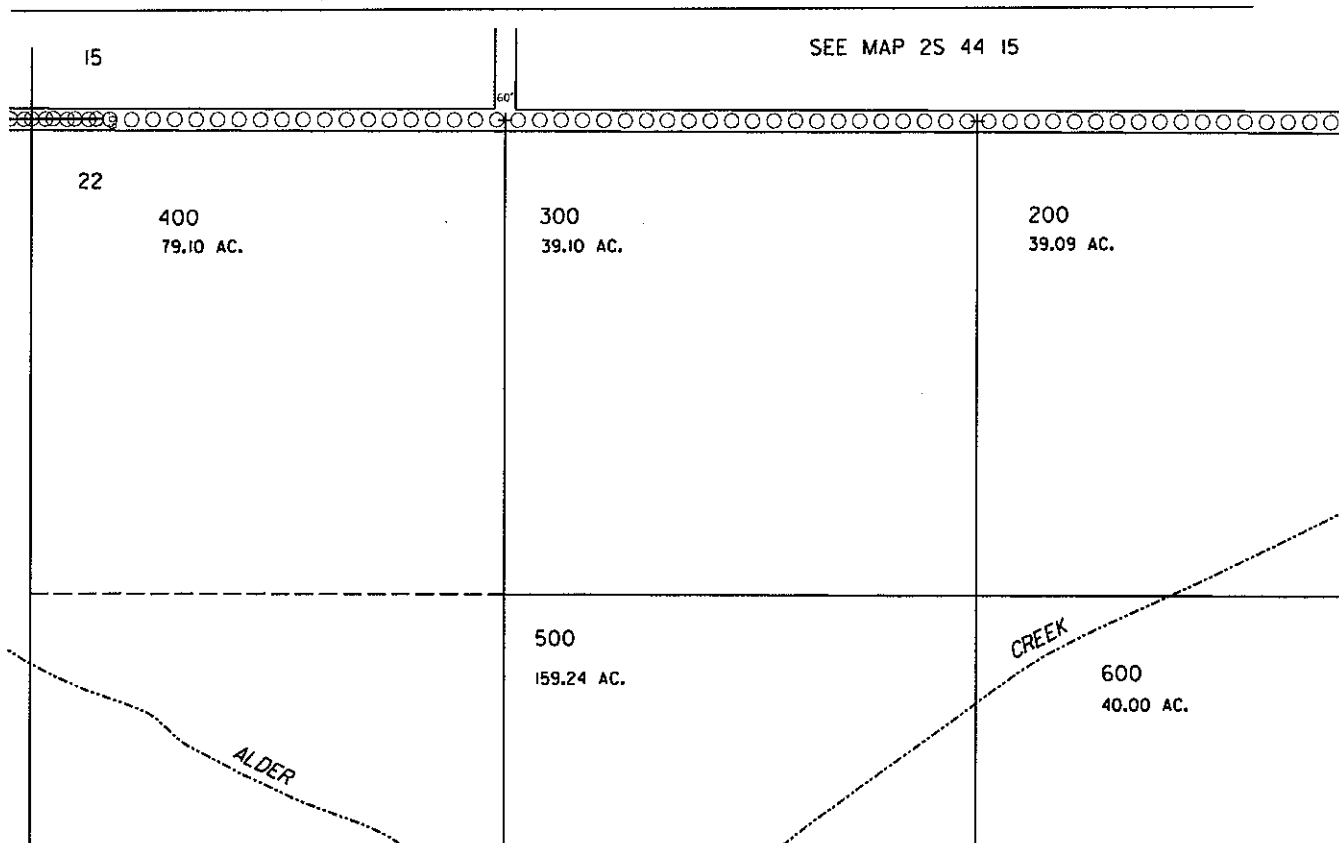 15
SEE MAP 2S 44 15
60'
22
400
79.10 AC.
300
39.10 AC.
200
39.09 AC.
500
159.24 AC.
CREEK
600
40.00 AC.
ALDER